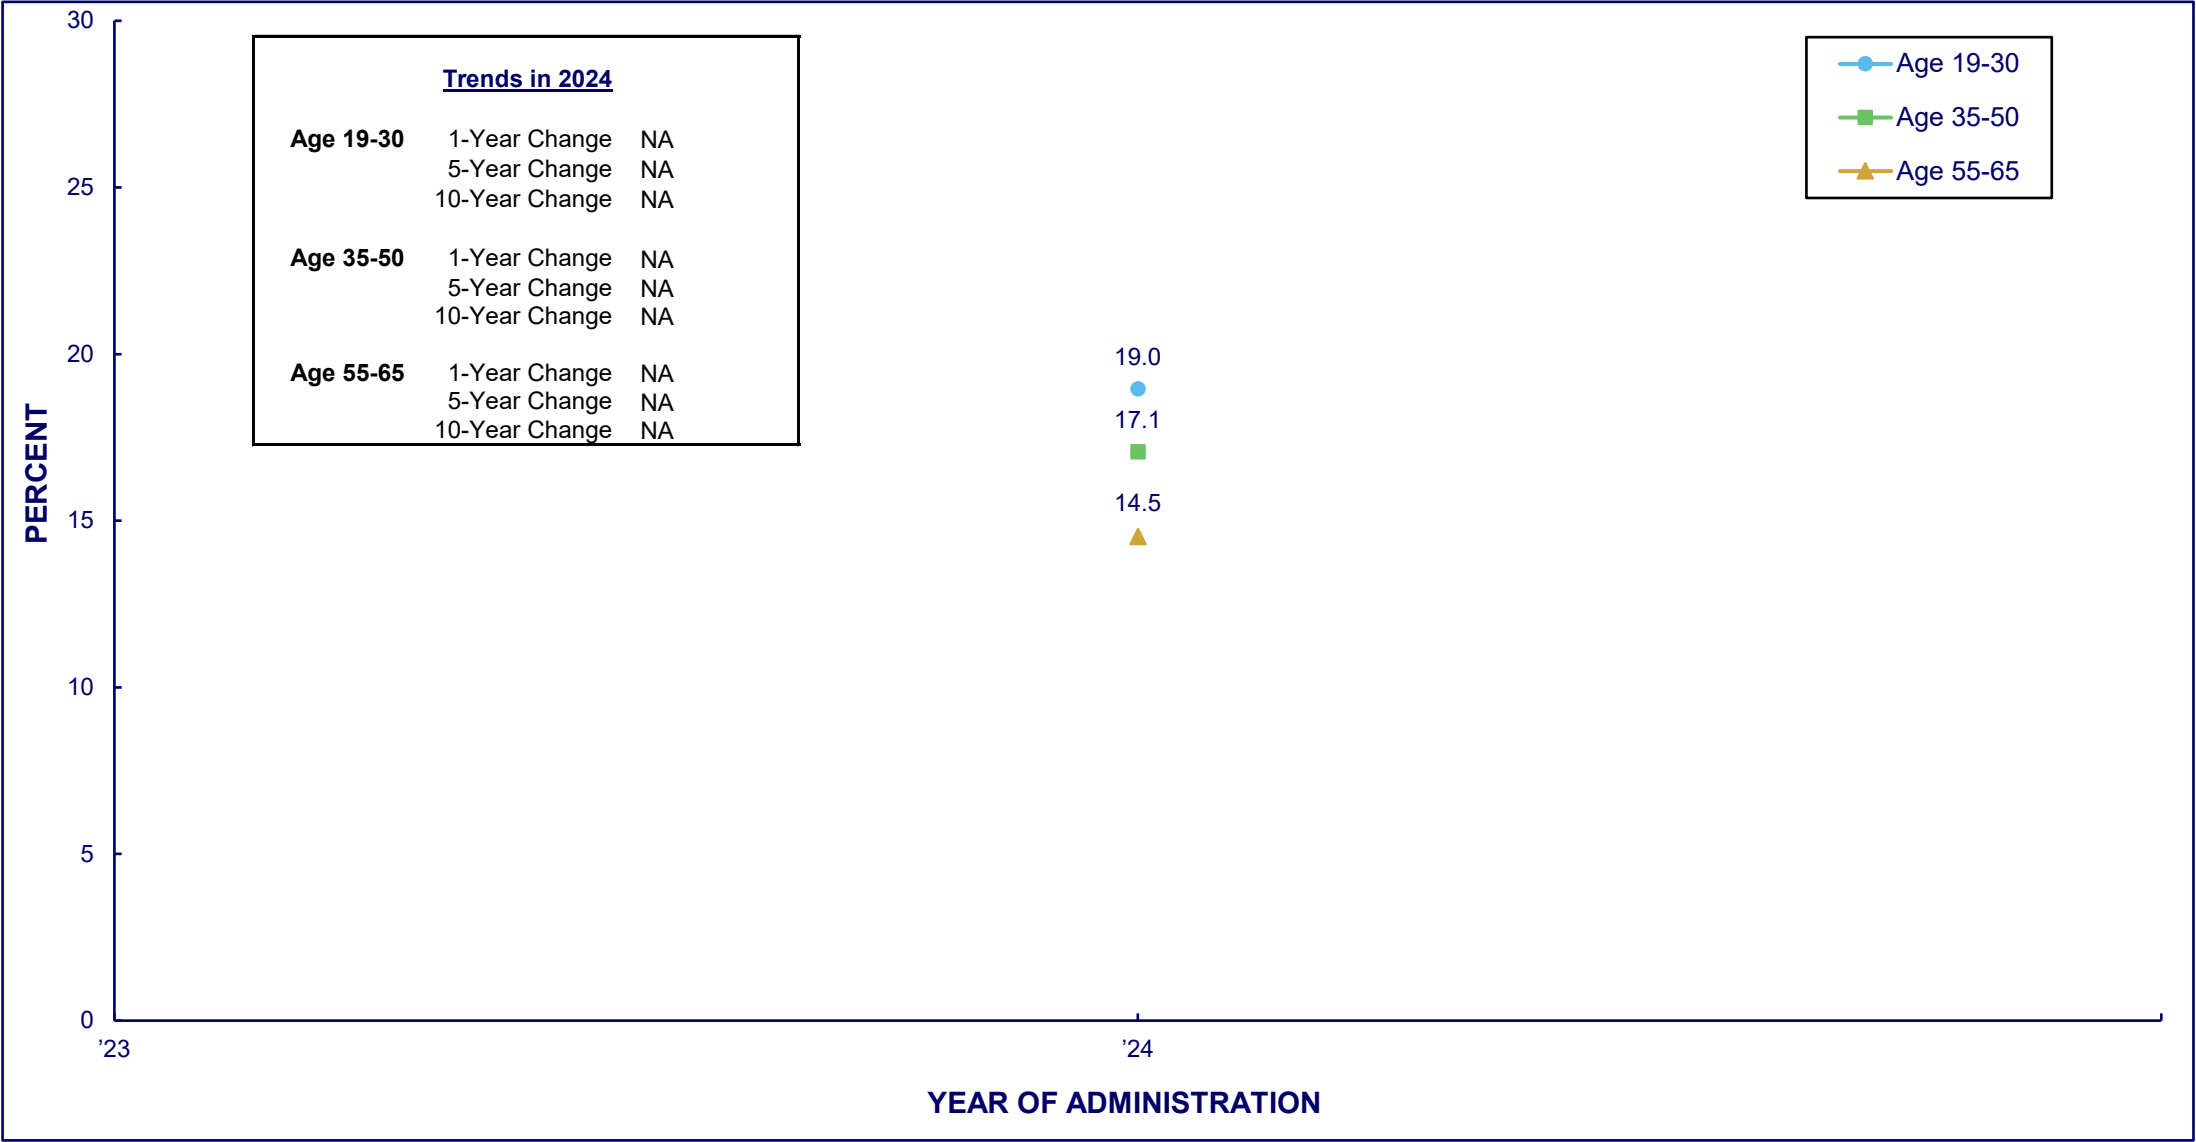 30
25
20
15
10
5
0
PERCENT
Trends in 2024
Age 19-30 1-Year Change NA
5-Year Change NA
10-Year Change NA
Age 35-50 1-Year Change NA
5-Year Change NA
10-Year Change NA
Age 55-65 1-Year Change NA
5-Year Change NA
10-Year Change NA
Age 19-30
Age 35-50
Age 55-65
19.0
17.1
14.5
’23 ’24
YEAR OF ADMINISTRATION